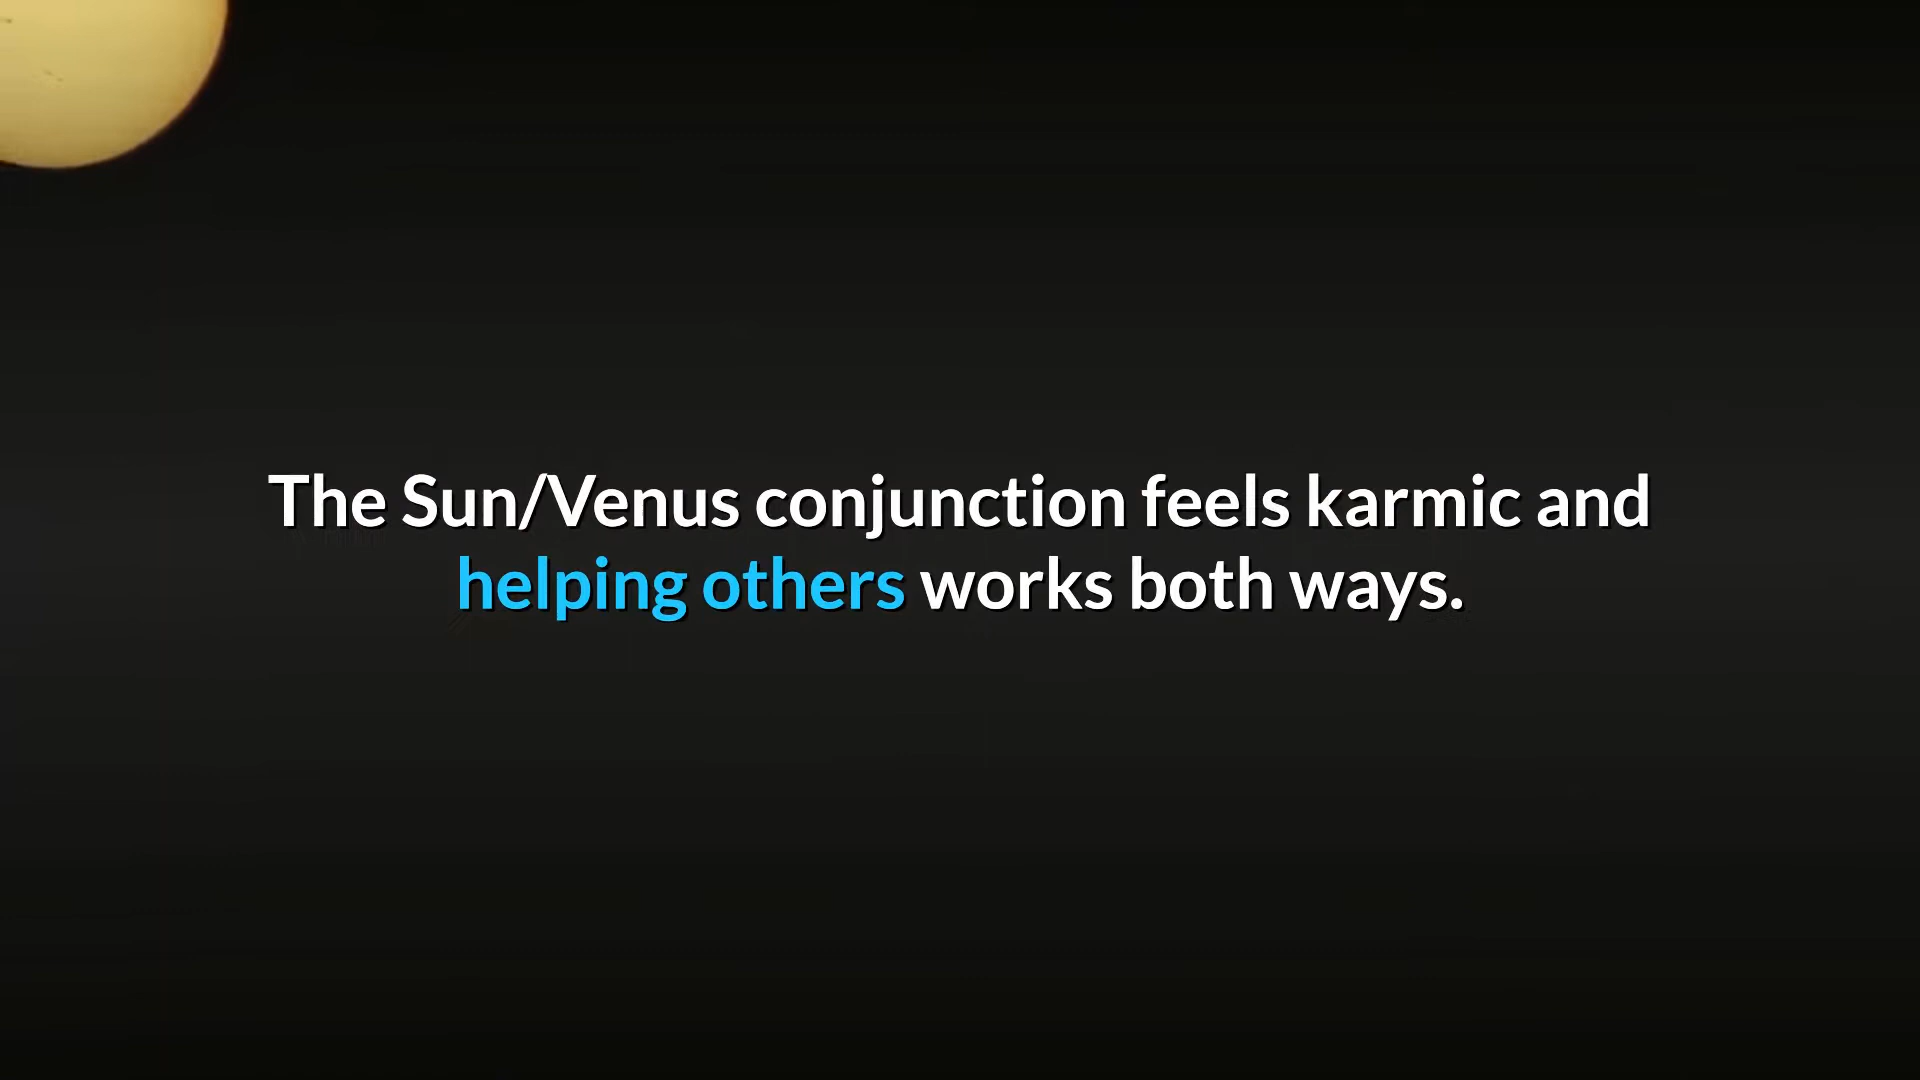 The Sun/Venus conjunction feels karmic and
helping others works both ways.